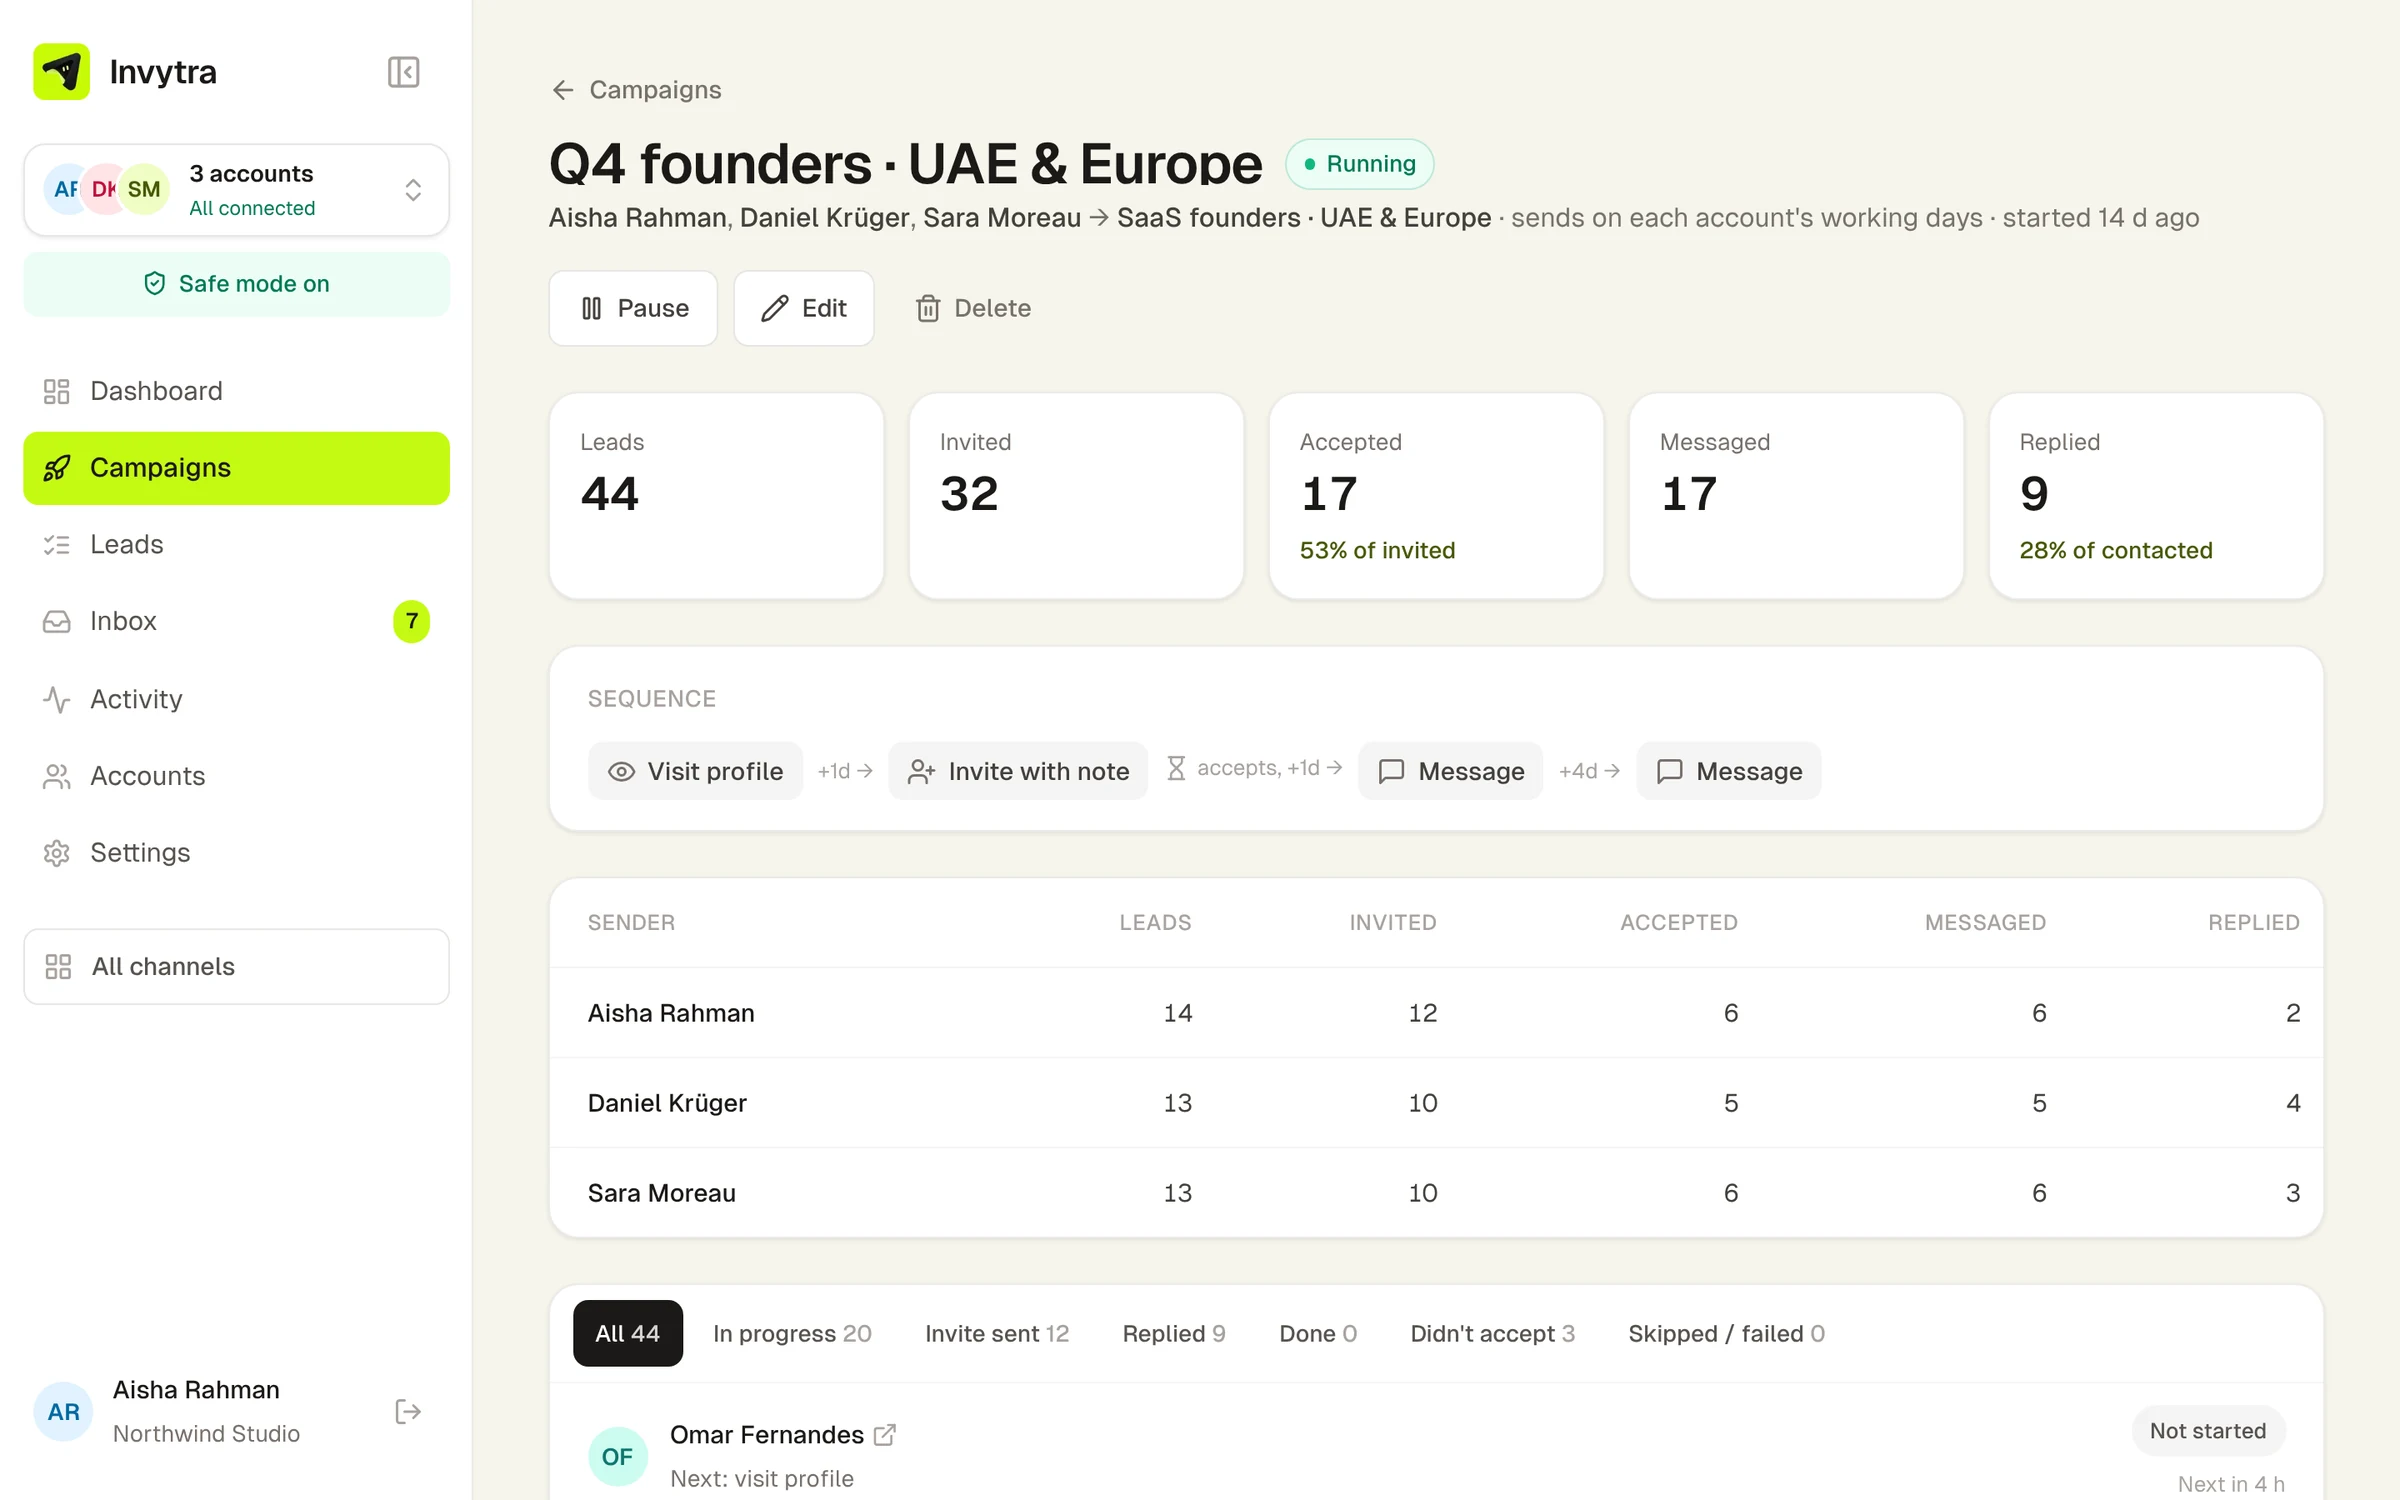 Invytra
AR DK SM
3 accounts
All connected
Safe mode on
Dashboard
Campaigns
Leads
Inbox 7
Activity
Accounts
Settings
All channels
AR
Aisha Rahman
Northwind Studio
← Campaigns
Q4 founders · UAE & Europe
Running
Aisha Rahman, Daniel Krüger, Sara Moreau → SaaS founders · UAE & Europe · sends on each account's working days · started 14 d ago
Pause
Edit
Delete
Leads
44
Invited
32
Accepted
17
53% of invited
Messaged
17
Replied
9
28% of contacted
SEQUENCE
Visit profile +1d → Invite with note accepts, +1d → Message +4d → Message
SENDER LEADS INVITED ACCEPTED MESSAGED REPLIED
Aisha Rahman 14 12 6 6 2
Daniel Krüger 13 10 5 5 4
Sara Moreau 13 10 6 6 3
All 44 In progress 20 Invite sent 12 Replied 9 Done 0 Didn't accept 3 Skipped / failed 0
OF
Omar Fernandes
Next: visit profile
Not started
Next in 4 h